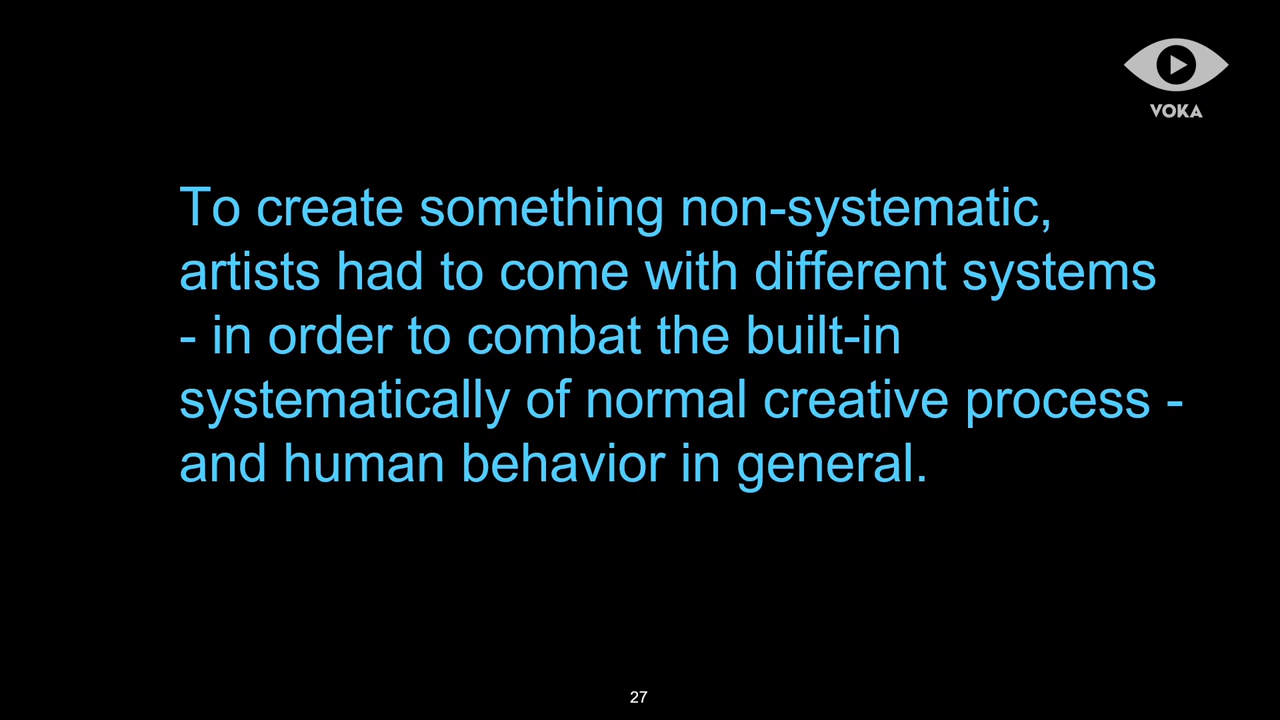 VOKA
To create something non-systematic,
artists had to come with different systems
- in order to combat the built-in
systematically of normal creative process -
and human behavior in general.
27